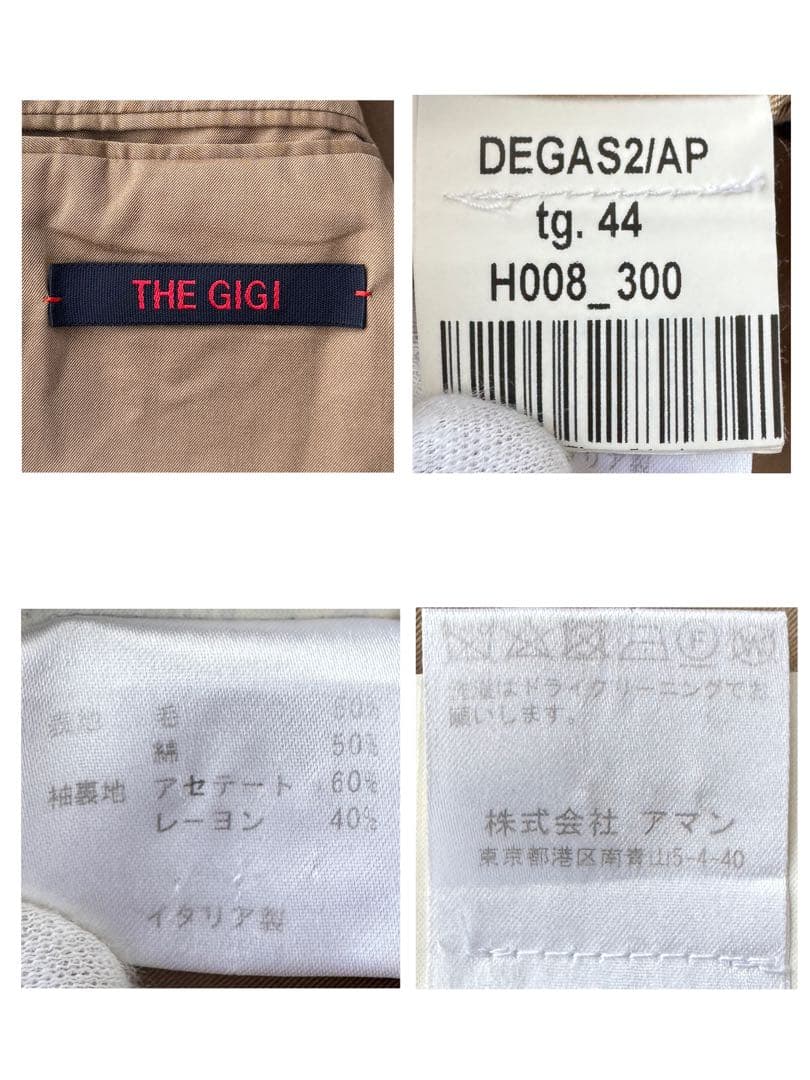 THE GIGI
DEGAS2/AP
tg. 44
H008_300
表地 毛
綿 50%
袖裏地 アセテート 60%
レーヨン 40%
イタリア製
洗濯はドライクリーニングでお
願いします。
株式会社 アマン
東京都港区南青山5-4-40